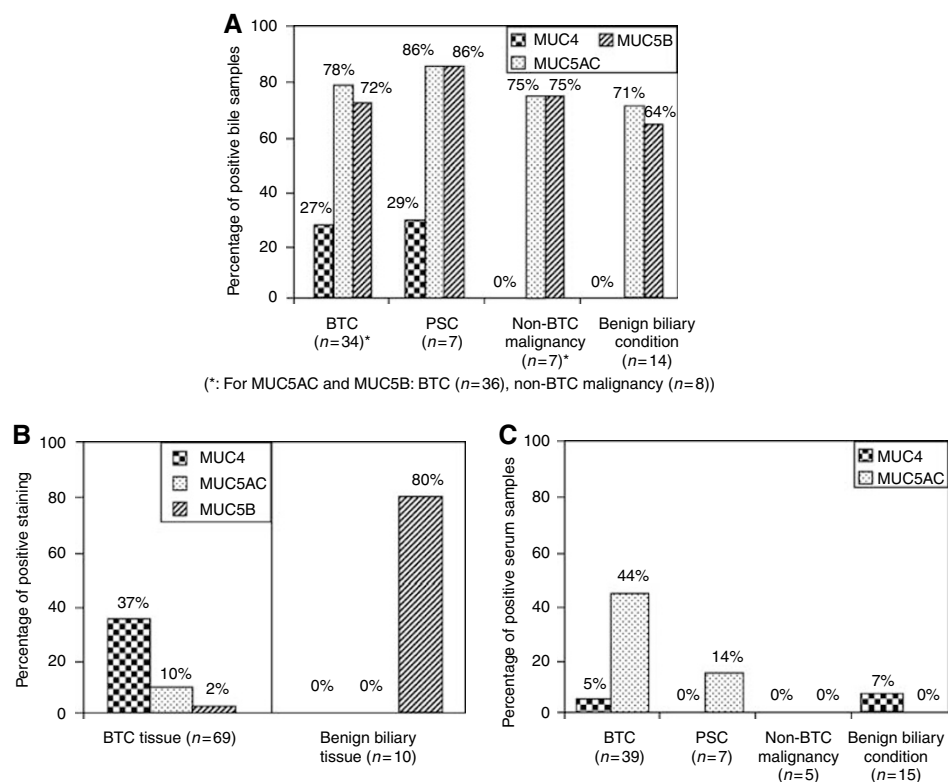 A
Percentage of positive bile samples
100
80
60
40
20
0
MUC4
MUC5B
MUC5AC
27%
78%
72%
29%
86%
86%
0%
75%
75%
0%
71%
64%
BTC
(n=34)*
PSC
(n=7)
Non-BTC
malignancy
(n=7)*
Benign biliary
condition
(n=14)
(*: For MUC5AC and MUC5B: BTC (n=36), non-BTC malignancy (n=8))
B
Percentage of positive staining
100
80
60
40
20
0
MUC4
MUC5AC
MUC5B
37%
10%
2%
0%
0%
80%
BTC tissue (n=69)
Benign biliary
tissue (n=10)
C
Percentage of positive serum samples
100
80
60
40
20
0
MUC4
MUC5AC
5%
44%
0%
14%
0%
0%
7%
0%
BTC
(n=39)
PSC
(n=7)
Non-BTC
malignancy
(n=5)
Benign biliary
condition
(n=15)